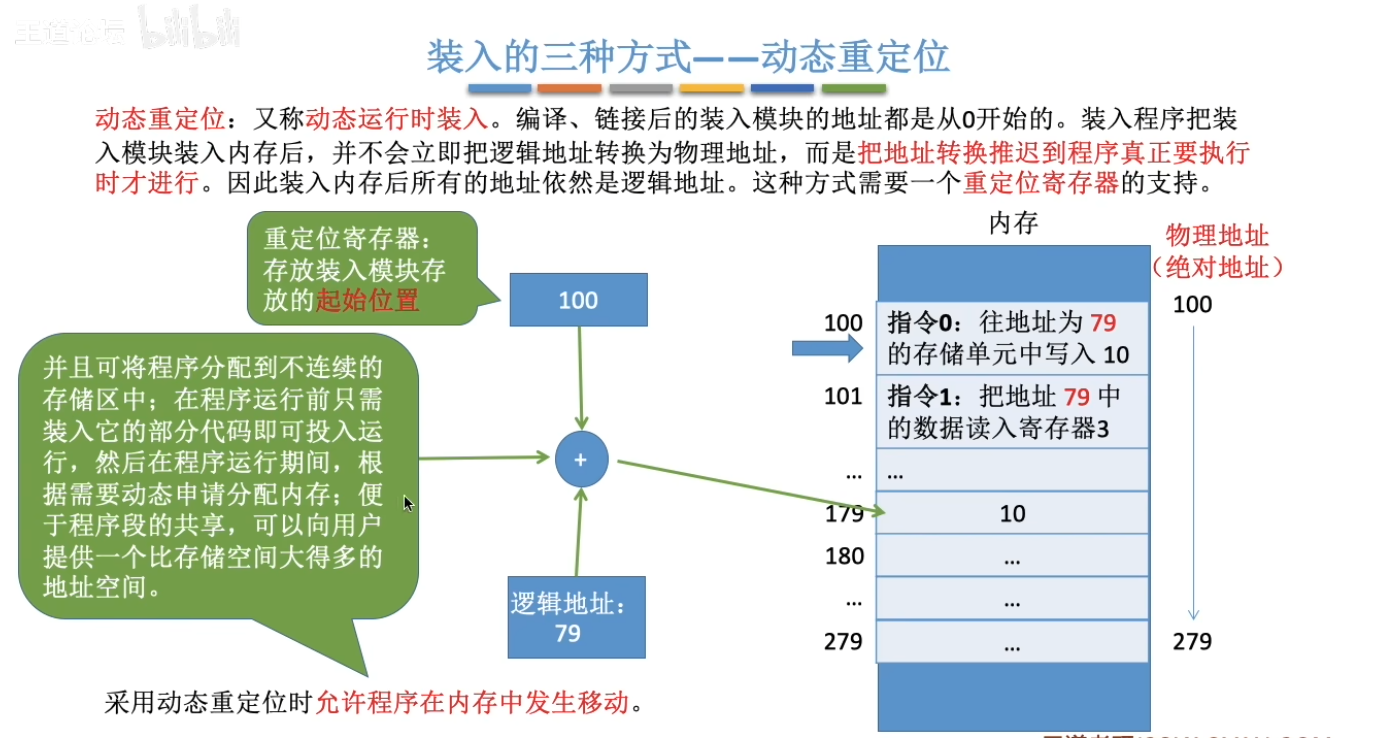 王道论坛 bilibili
装入的三种方式——动态重定位
动态重定位：又称动态运行时装入。编译、链接后的装入模块的地址都是从0开始的。装入程序把装
入模块装入内存后，并不会立即把逻辑地址转换为物理地址，而是把地址转换推迟到程序真正要执行
时才进行。因此装入内存后所有的地址依然是逻辑地址。这种方式需要一个重定位寄存器的支持。
重定位寄存器：
存放装入模块存
放的起始位置
100
并且可将程序分配到不连续的
存储区中；在程序运行前只需
装入它的部分代码即可投入运
行，然后在程序运行期间，根
据需要动态申请分配内存；便
于程序段的共享，可以向用户
提供一个比存储空间大得多的
地址空间。
+
逻辑地址：
79
采用动态重定位时允许程序在内存中发生移动。
内存
物理地址
（绝对地址）
100
100
指令0：往地址为 79
的存储单元中写入 10
101
指令1：把地址 79 中
的数据读入寄存器3
... ...
179 10
180 ...
... ...
279 ...
279